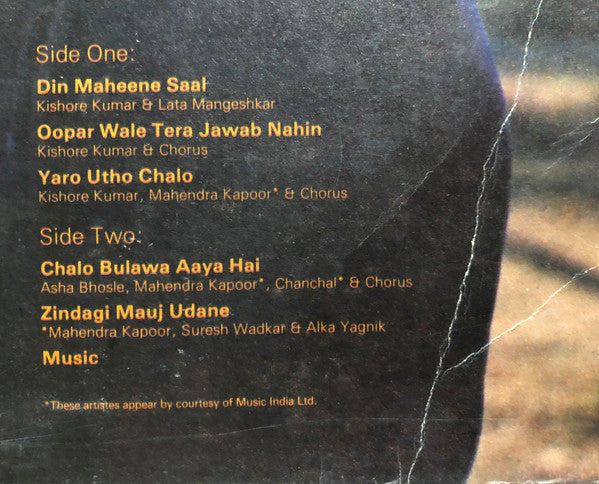 Side One:
Din Maheene Saal
Kishore Kumar & Lata Mangeshkar
Oopar Wale Tera Jawab Nahin
Kishore Kumar & Chorus
Yaro Utho Chalo
Kishore Kumar, Mahendra Kapoor* & Chorus
Side Two:
Chalo Bulawa Aaya Hai
Asha Bhosle, Mahendra Kapoor*, Chanchal* & Chorus
Zindagi Mauj Udane
*Mahendra Kapoor, Suresh Wadkar & Alka Yagnik
Music
*These artistes appear by courtesy of Music India Ltd.